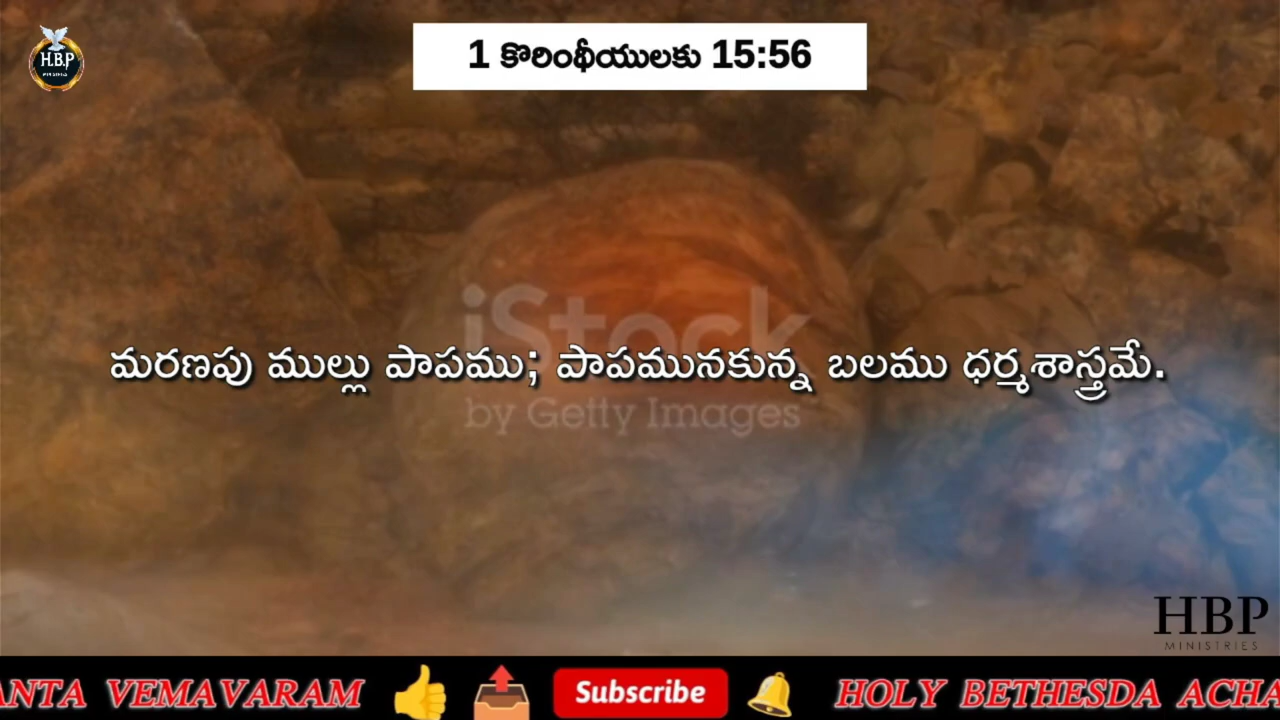 H.B.P
MINISTRIES
1 కొరింథీయులకు 15:56
iStock
మరణపు ముల్లు పాపము; పాపమునకున్న బలము ధర్మశాస్త్రమే.
by Getty Images
HBP
MINISTRIES
ANTA VEMAVARAM Subscribe HOLY BETHESDA ACHA